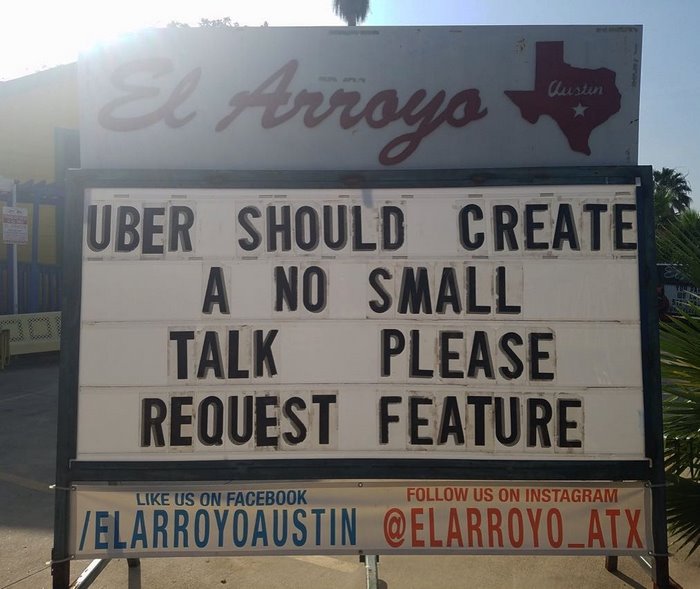 El Arroyo
Austin
UBER SHOULD CREATE
A NO SMALL
TALK PLEASE
REQUEST FEATURE
LIKE US ON FACEBOOK
/ELARROYOAUSTIN
FOLLOW US ON INSTAGRAM
@ELARROYO_ATX